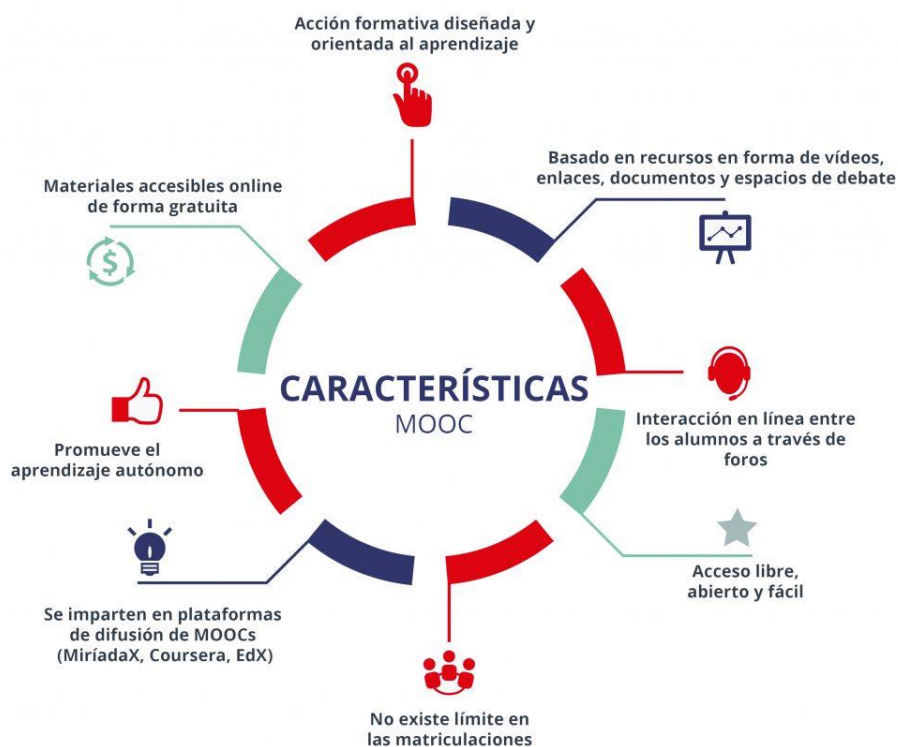 Acción formativa diseñada y
orientada al aprendizaje
Basado en recursos en forma de vídeos,
enlaces, documentos y espacios de debate
Materiales accesibles online
de forma gratuita
$
CARACTERÍSTICAS
MOOC
Interacción en línea entre
los alumnos a través de
foros
Promueve el
aprendizaje autónomo
Acceso libre,
abierto y fácil
Se imparten en plataformas
de difusión de MOOCs
(MiríadaX, Coursera, EdX)
No existe límite en
las matriculaciones